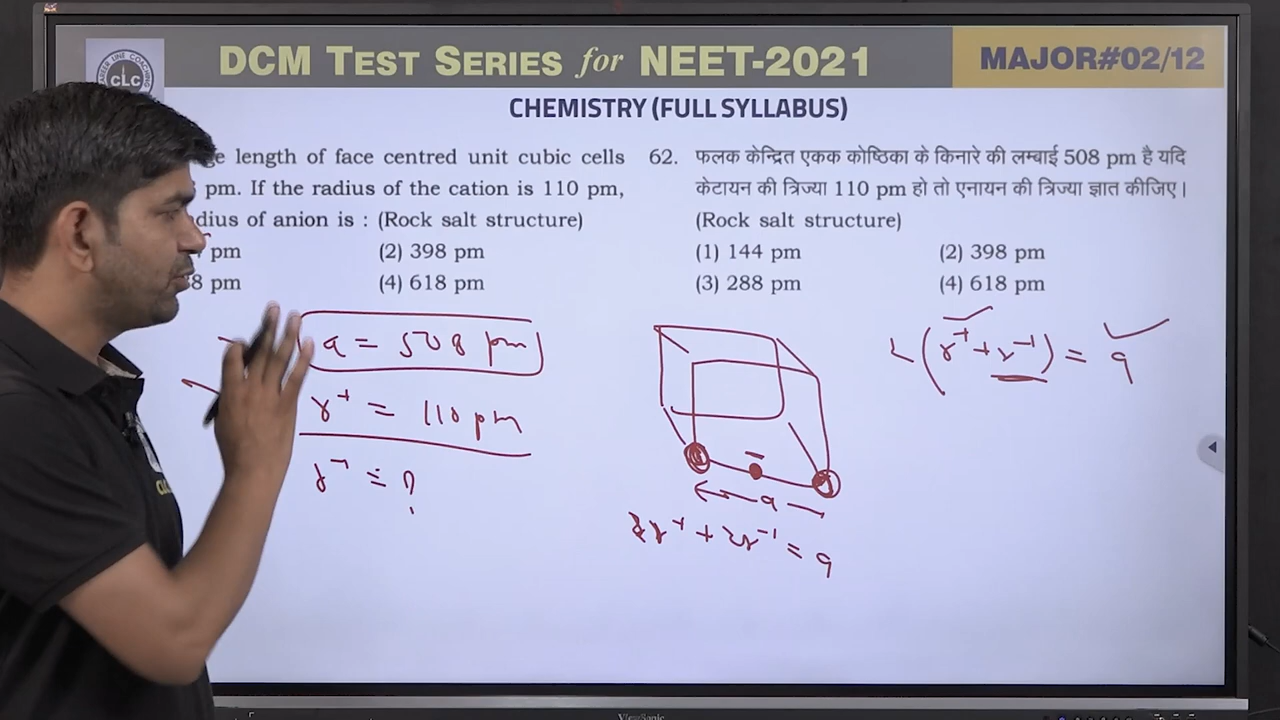 DCM TEST SERIES for NEET-2021
MAJOR#02/12
CLC
CHEMISTRY (FULL SYLLABUS)
length of face centred unit cubic cells
pm. If the radius of the cation is 110 pm,
of anion is : (Rock salt structure)
pm (2) 398 pm
pm (4) 618 pm
62. फलक केन्द्रित एकक कोष्ठिका के किनारे की लम्बाई 508 pm है यदि
केटायन की त्रिज्या 110 pm हो तो एनायन की त्रिज्या ज्ञात कीजिए।
(Rock salt structure)
(1) 144 pm (2) 398 pm
(3) 288 pm (4) 618 pm
a = 508 pm
r+ = 110 pm
r- = ?
a
2r+ + 2r-1 = a
2(r+ + r-1) = a
ViewSonic